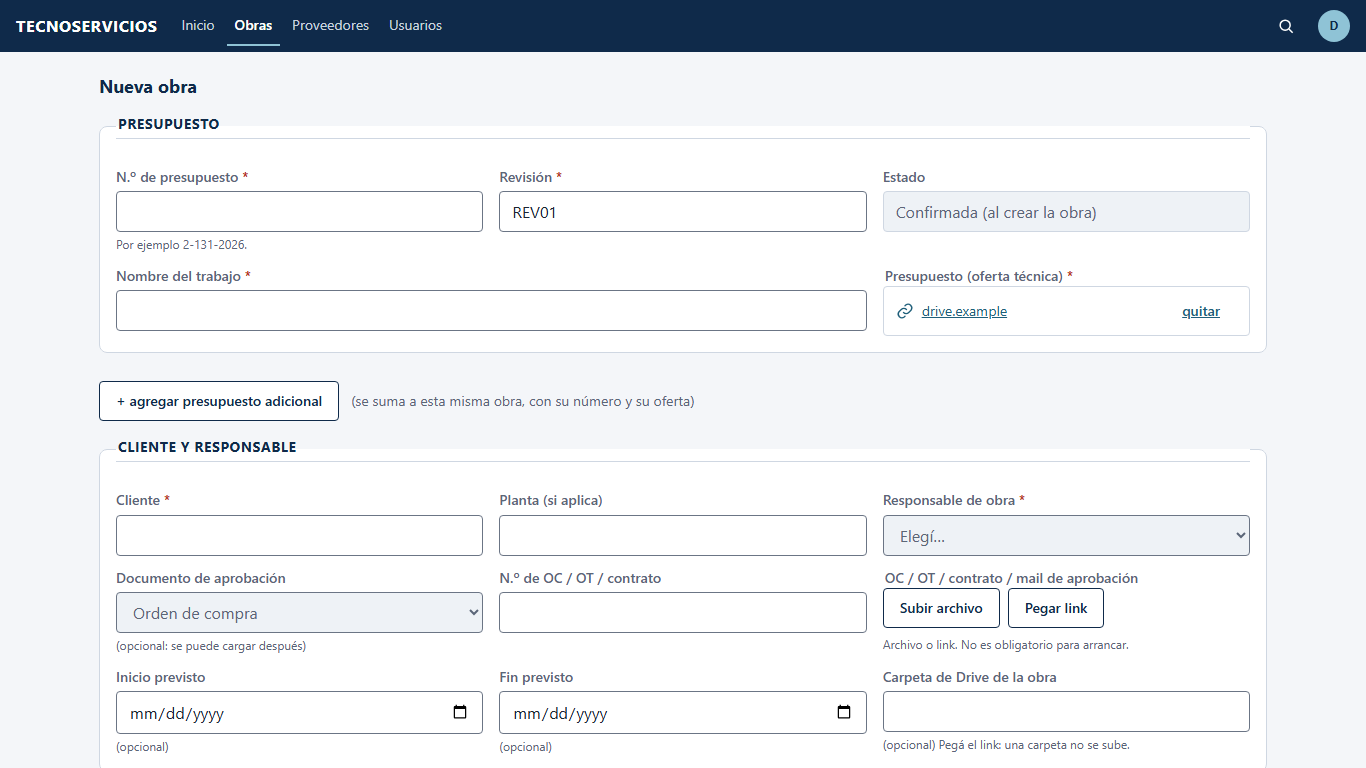 TECNOSERVICIOS Inicio Obras Proveedores Usuarios D
Nueva obra
PRESUPUESTO
N.º de presupuesto * Revisión * Estado
REV01 Confirmada (al crear la obra)
Por ejemplo 2-131-2026.
Nombre del trabajo * Presupuesto (oferta técnica) *
drive.example quitar
+ agregar presupuesto adicional (se suma a esta misma obra, con su número y su oferta)
CLIENTE Y RESPONSABLE
Cliente * Planta (si aplica) Responsable de obra *
Elegí...
Documento de aprobación N.º de OC / OT / contrato OC / OT / contrato / mail de aprobación
Orden de compra Subir archivo Pegar link
(opcional: se puede cargar después) Archivo o link. No es obligatorio para arrancar.
Inicio previsto Fin previsto Carpeta de Drive de la obra
mm/dd/yyyy mm/dd/yyyy
(opcional) (opcional) (opcional) Pegá el link: una carpeta no se sube.